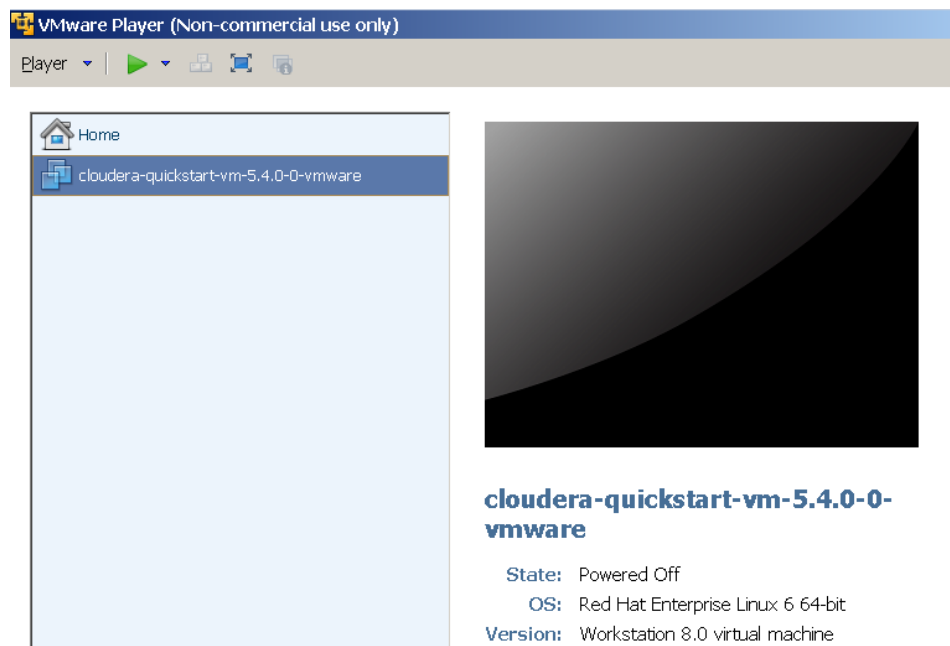 VMware Player (Non-commercial use only)
Player
Home
cloudera-quickstart-vm-5.4.0-0-vmware
cloudera-quickstart-vm-5.4.0-0-
vmware
State: Powered Off
OS: Red Hat Enterprise Linux 6 64-bit
Version: Workstation 8.0 virtual machine